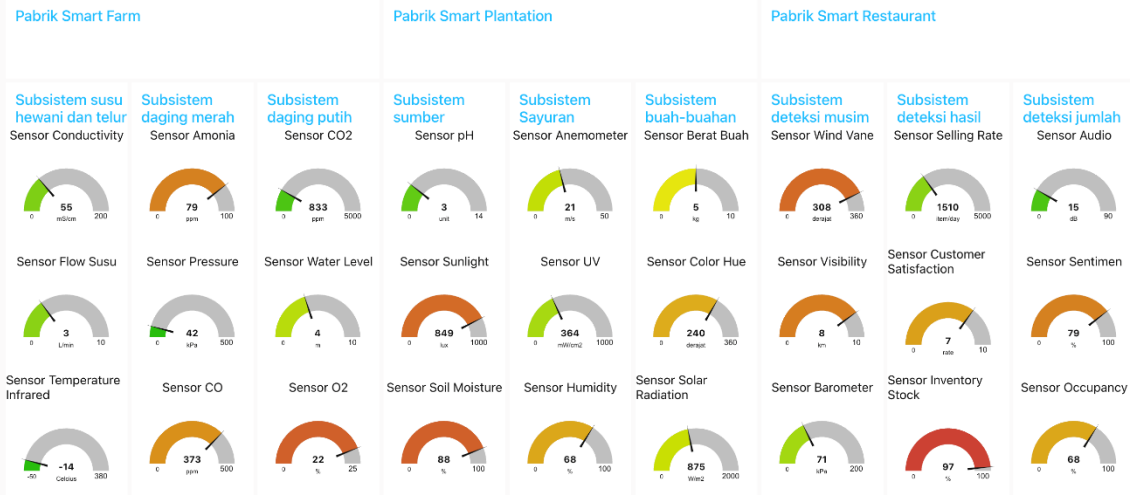 Pabrik Smart Farm
Pabrik Smart Plantation
Pabrik Smart Restaurant
Subsistem susu
hewani dan telur
Subsistem
daging merah
Subsistem
daging putih
Subsistem
sumber
Subsistem
Sayuran
Subsistem
buah-buahan
Subsistem
deteksi musim
Subsistem
deteksi hasil
Subsistem
deteksi jumlah
Sensor Conductivity
55
mS/cm
0
200
Sensor Amonia
79
ppm
0
100
Sensor CO2
833
ppm
0
5000
Sensor pH
3
unit
0
14
Sensor Anemometer
21
m/s
0
50
Sensor Berat Buah
5
kg
0
10
Sensor Wind Vane
308
derajat
0
360
Sensor Selling Rate
1510
item/day
0
5000
Sensor Audio
15
dB
0
90
Sensor Flow Susu
3
L/min
0
10
Sensor Pressure
42
kPa
0
500
Sensor Water Level
4
m
0
10
Sensor Sunlight
849
lux
0
1000
Sensor UV
364
mW/cm2
0
1000
Sensor Color Hue
240
derajat
0
360
Sensor Visibility
8
km
0
10
Sensor Customer
Satisfaction
7
rate
0
10
Sensor Sentimen
79
%
0
100
Sensor Temperature
Infrared
-14
Celcius
-50
380
Sensor CO
373
ppm
0
500
Sensor O2
22
%
0
25
Sensor Soil Moisture
88
%
0
100
Sensor Humidity
68
%
0
100
Sensor Solar
Radiation
875
W/m2
0
2000
Sensor Barometer
71
kPa
0
200
Sensor Inventory
Stock
97
%
0
100
Sensor Occupancy
68
%
0
100